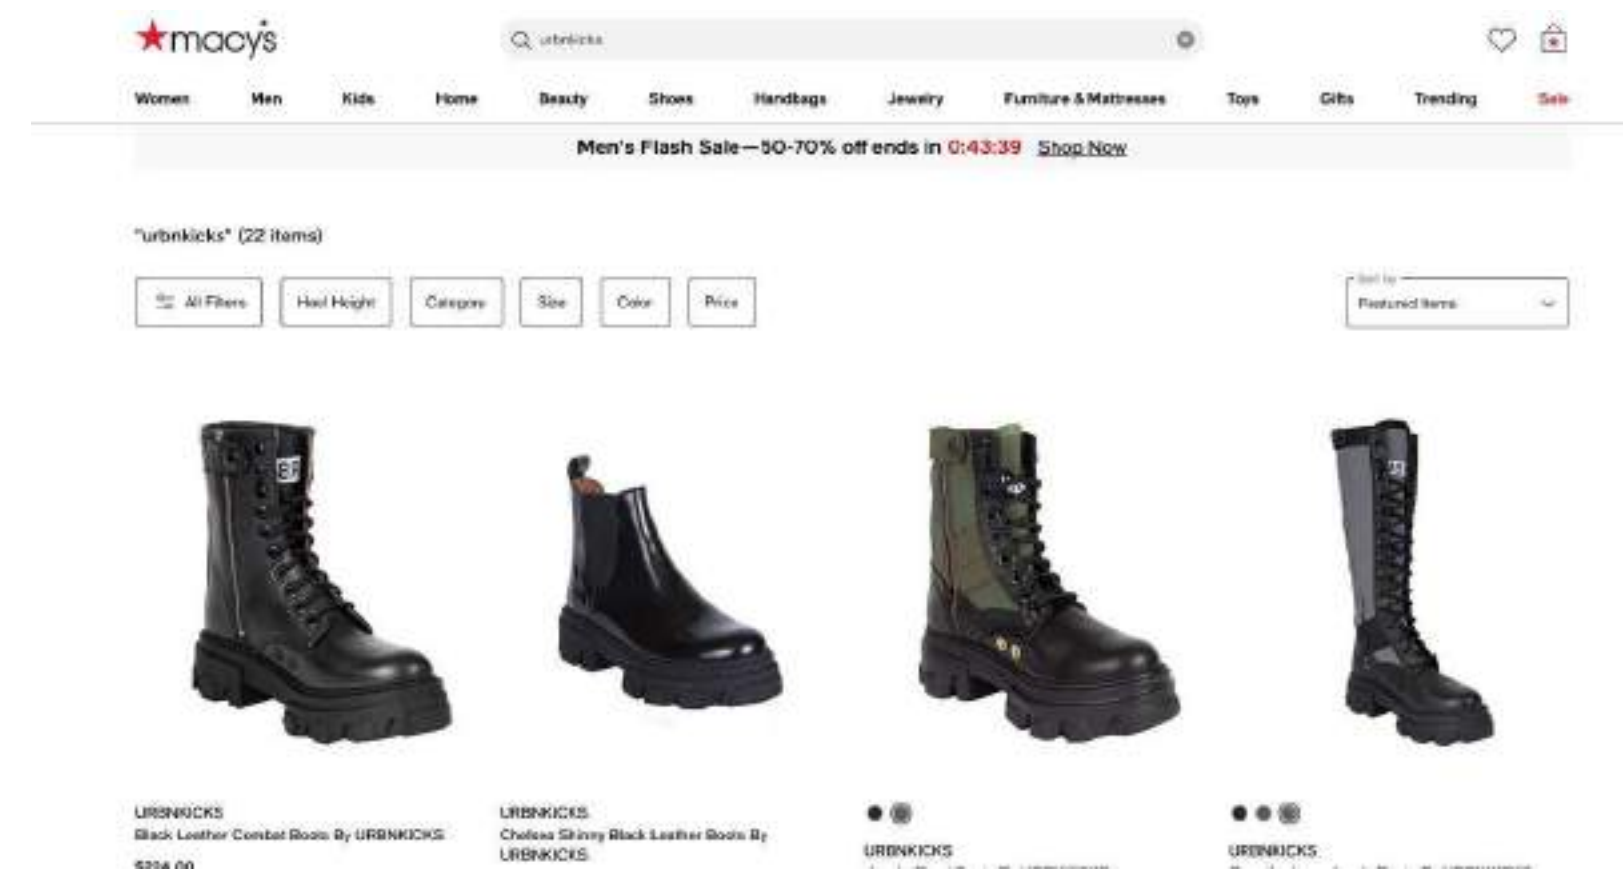 macy's
urbnkicks
Women Men Kids Home Beauty Shoes Handbags Jewelry Furniture & Mattresses Toys Gifts Trending Sale
Men's Flash Sale—50-70% off ends in 0:43:39 Shop Now
"urbnkicks" (22 items)
Sort by
All Filters Heel Height Category Size Color Price Featured Items
URBNKICKS URBNKICKS
Black Leather Combat Boots By URBNKICKS Chelsea Skinny Black Leather Boots By
URBNKICKS URBNKICKS URBNKICKS